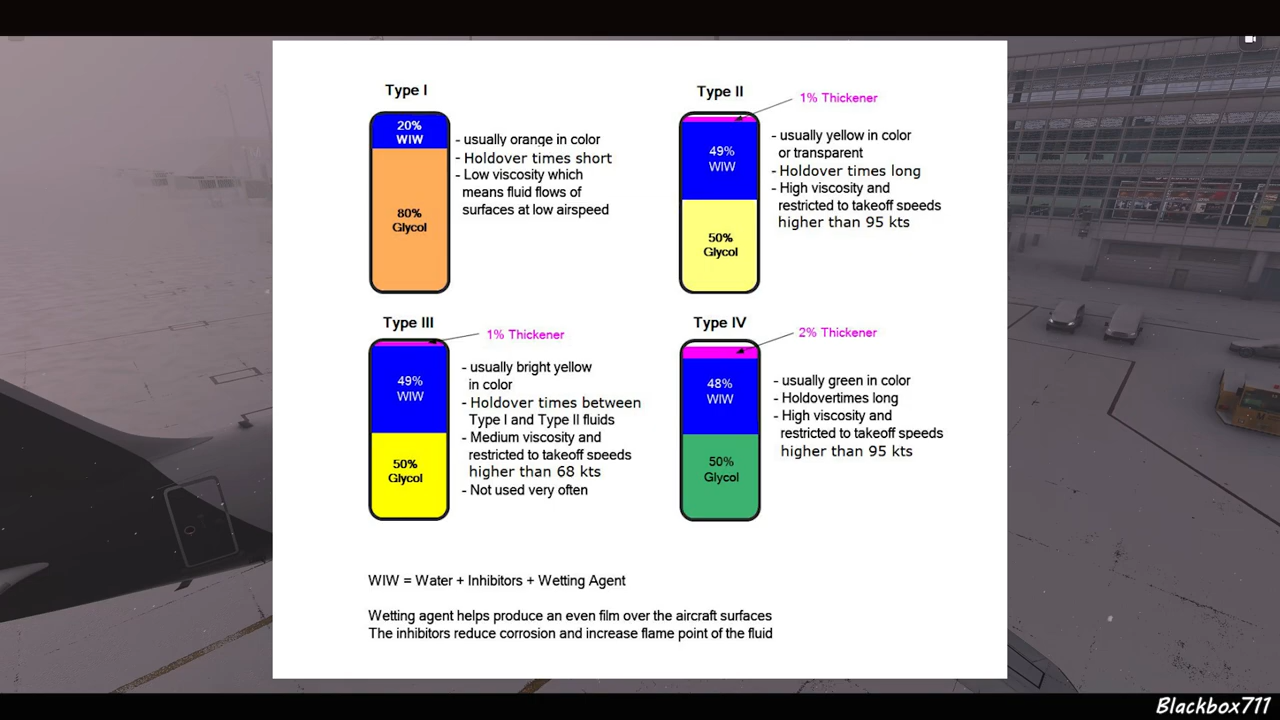 Type I
20%
WIW
80%
Glycol
- usually orange in color
- Holdover times short
- Low viscosity which
means fluid flows of
surfaces at low airspeed
Type II
1% Thickener
49%
WIW
50%
Glycol
- usually yellow in color
or transparent
- Holdover times long
- High viscosity and
restricted to takeoff speeds
higher than 95 kts
Type III
1% Thickener
49%
WIW
50%
Glycol
- usually bright yellow
in color
- Holdover times between
Type I and Type II fluids
- Medium viscosity and
restricted to takeoff speeds
higher than 68 kts
- Not used very often
Type IV
2% Thickener
48%
WIW
50%
Glycol
- usually green in color
- Holdovertimes long
- High viscosity and
restricted to takeoff speeds
higher than 95 kts
WIW = Water + Inhibitors + Wetting Agent
Wetting agent helps produce an even film over the aircraft surfaces
The inhibitors reduce corrosion and increase flame point of the fluid
Blackbox711